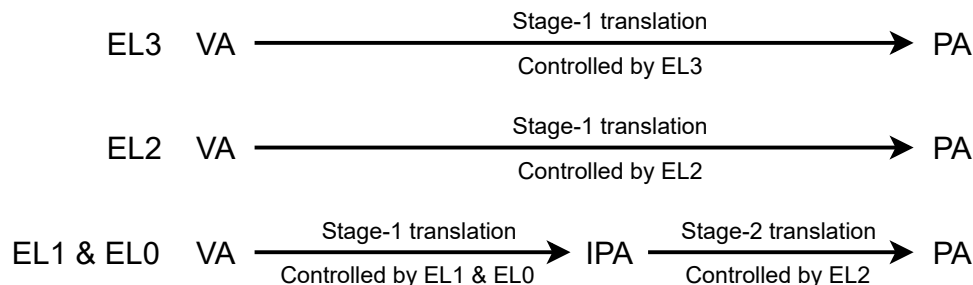 Stage-1 translation
EL3 VA PA
Controlled by EL3
Stage-1 translation
EL2 VA PA
Controlled by EL2
Stage-1 translation Stage-2 translation
EL1 & EL0 VA IPA PA
Controlled by EL1 & EL0 Controlled by EL2